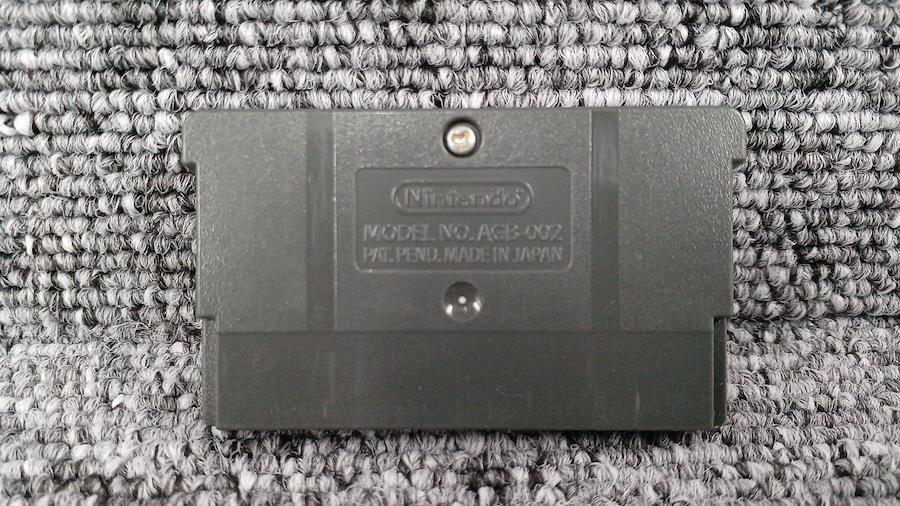 Nintendo
MODEL NO. AGB-002
PAT. PEND. MADE IN JAPAN